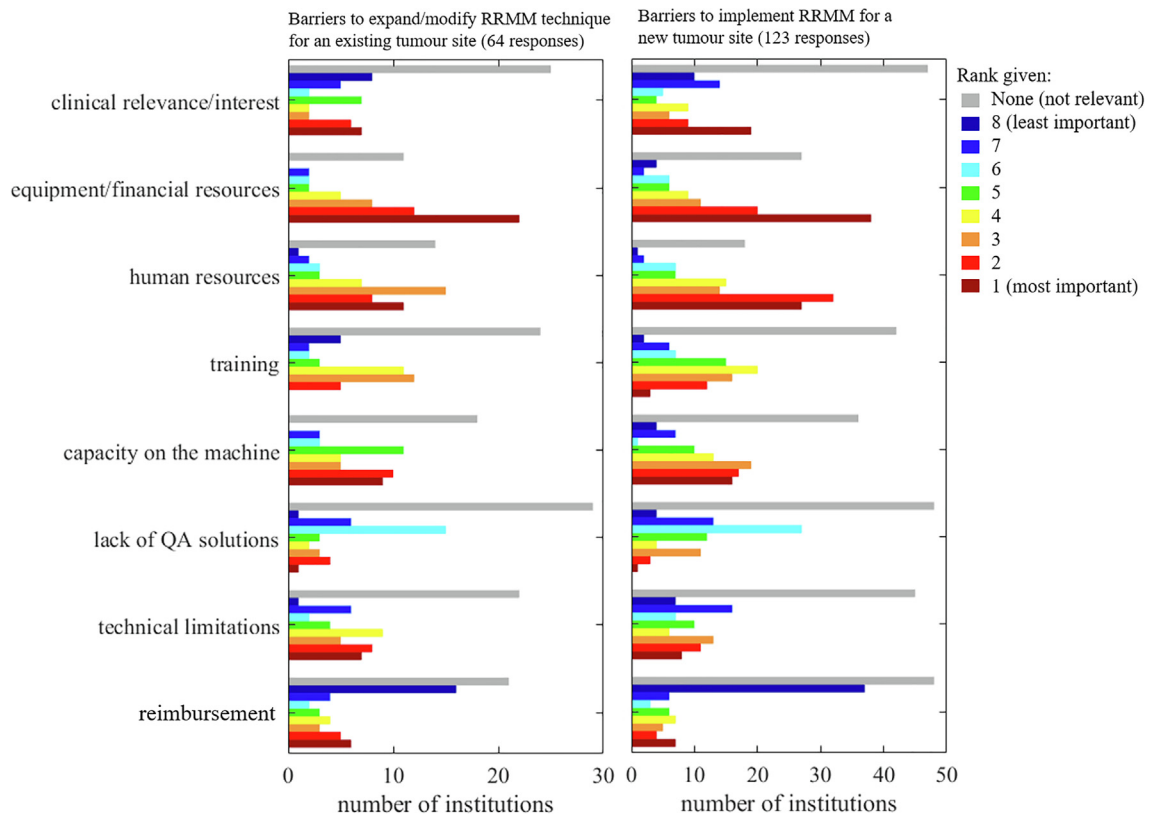 Barriers to expand/modify RRMM technique
for an existing tumour site (64 responses)
Barriers to implement RRMM for a
new tumour site (123 responses)
Rank given:
None (not relevant)
8 (least important)
7
6
5
4
3
2
1 (most important)
clinical relevance/interest
equipment/financial resources
human resources
training
capacity on the machine
lack of QA solutions
technical limitations
reimbursement
0 10 20 30
number of institutions
0 10 20 30 40 50
number of institutions